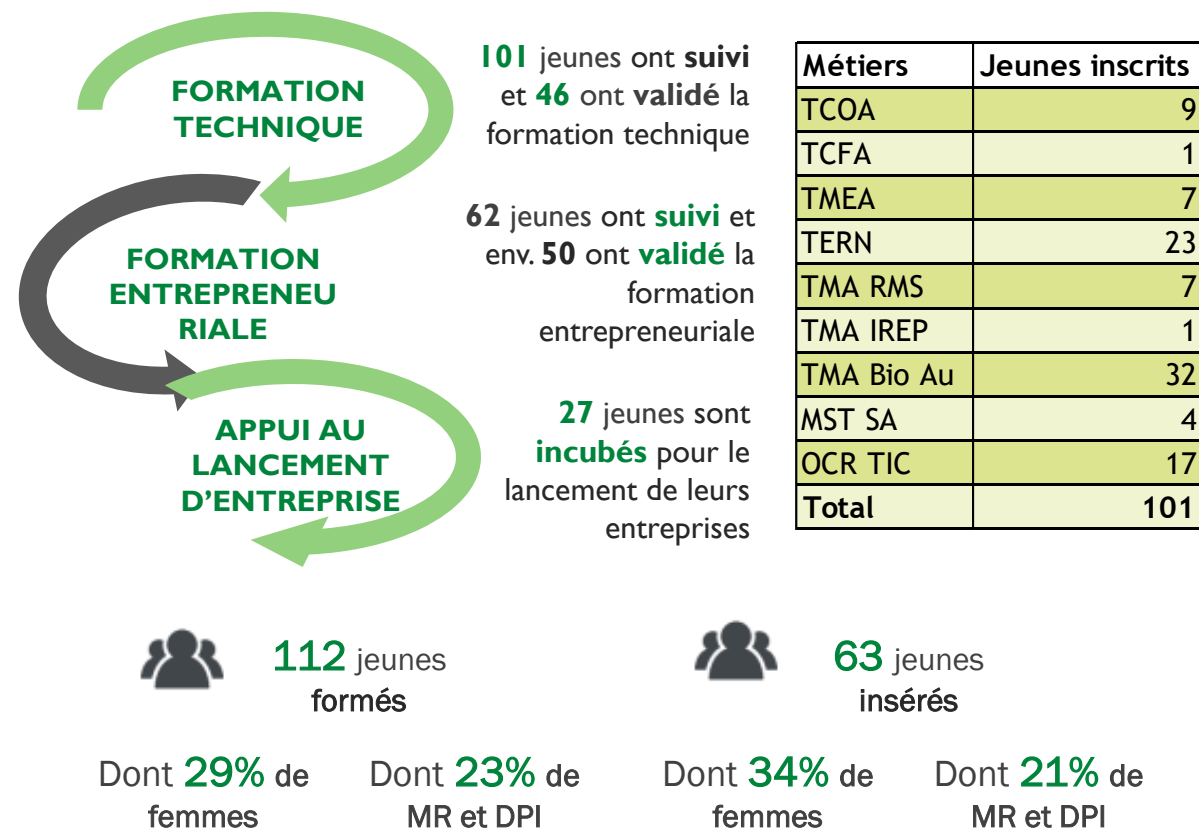 FORMATION
TECHNIQUE
101 jeunes ont suivi
et 46 ont validé la
formation technique
FORMATION
ENTREPRENEU
RIALE
62 jeunes ont suivi et
env. 50 ont validé la
formation
entrepreneuriale
APPUI AU
LANCEMENT
D’ENTREPRISE
27 jeunes sont
incubés pour le
lancement de leurs
entreprises
Métiers Jeunes inscrits
TCOA 9
TCFA 1
TMEA 7
TERN 23
TMA RMS 7
TMA IREP 1
TMA Bio Au 32
MST SA 4
OCR TIC 17
Total 101
112 jeunes
formés
Dont 29% de
femmes
Dont 23% de
MR et DPI
63 jeunes
insérés
Dont 34% de
femmes
Dont 21% de
MR et DPI